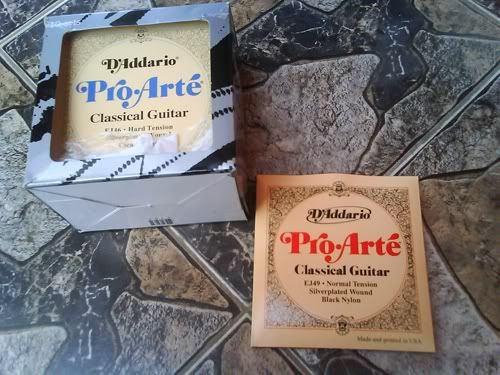 D'Addario
Pro·Arté
Classical Guitar
EJ46 • Hard Tension
Silverplated
D'Addario
Pro·Arté
Classical Guitar
EJ49 • Normal Tension
Silverplated Wound
Black Nylon
Made and printed in USA